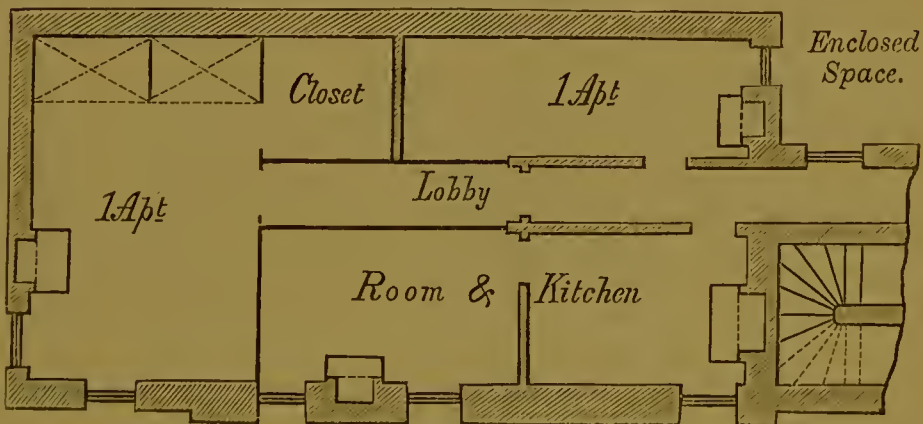 Enclosed
Space.
Closet
1 Apt
1 Apt
Lobby
Room & Kitchen